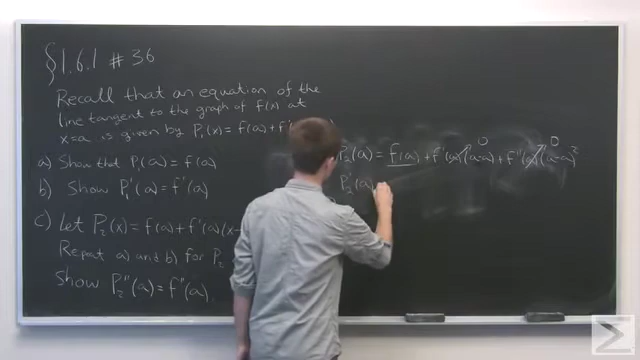 §1.6.1 # 36
Recall that an equation of the
line tangent to the graph of f(x) at
x=a is given by P₁(x) = f(a) + f'
a) Show that P₁(a) = f(a)
b) Show P₁'(a) = f'(a)
c) Let P₂(x) = f(a) + f'(a)(x-
Repeat a) and b) for P₂
Show P₂''(a) = f''(a).
P₂(a) = f(a) + f'(a)(a-a) + f''(a)(a-a)²
0 0
P₂'(a)
Σ